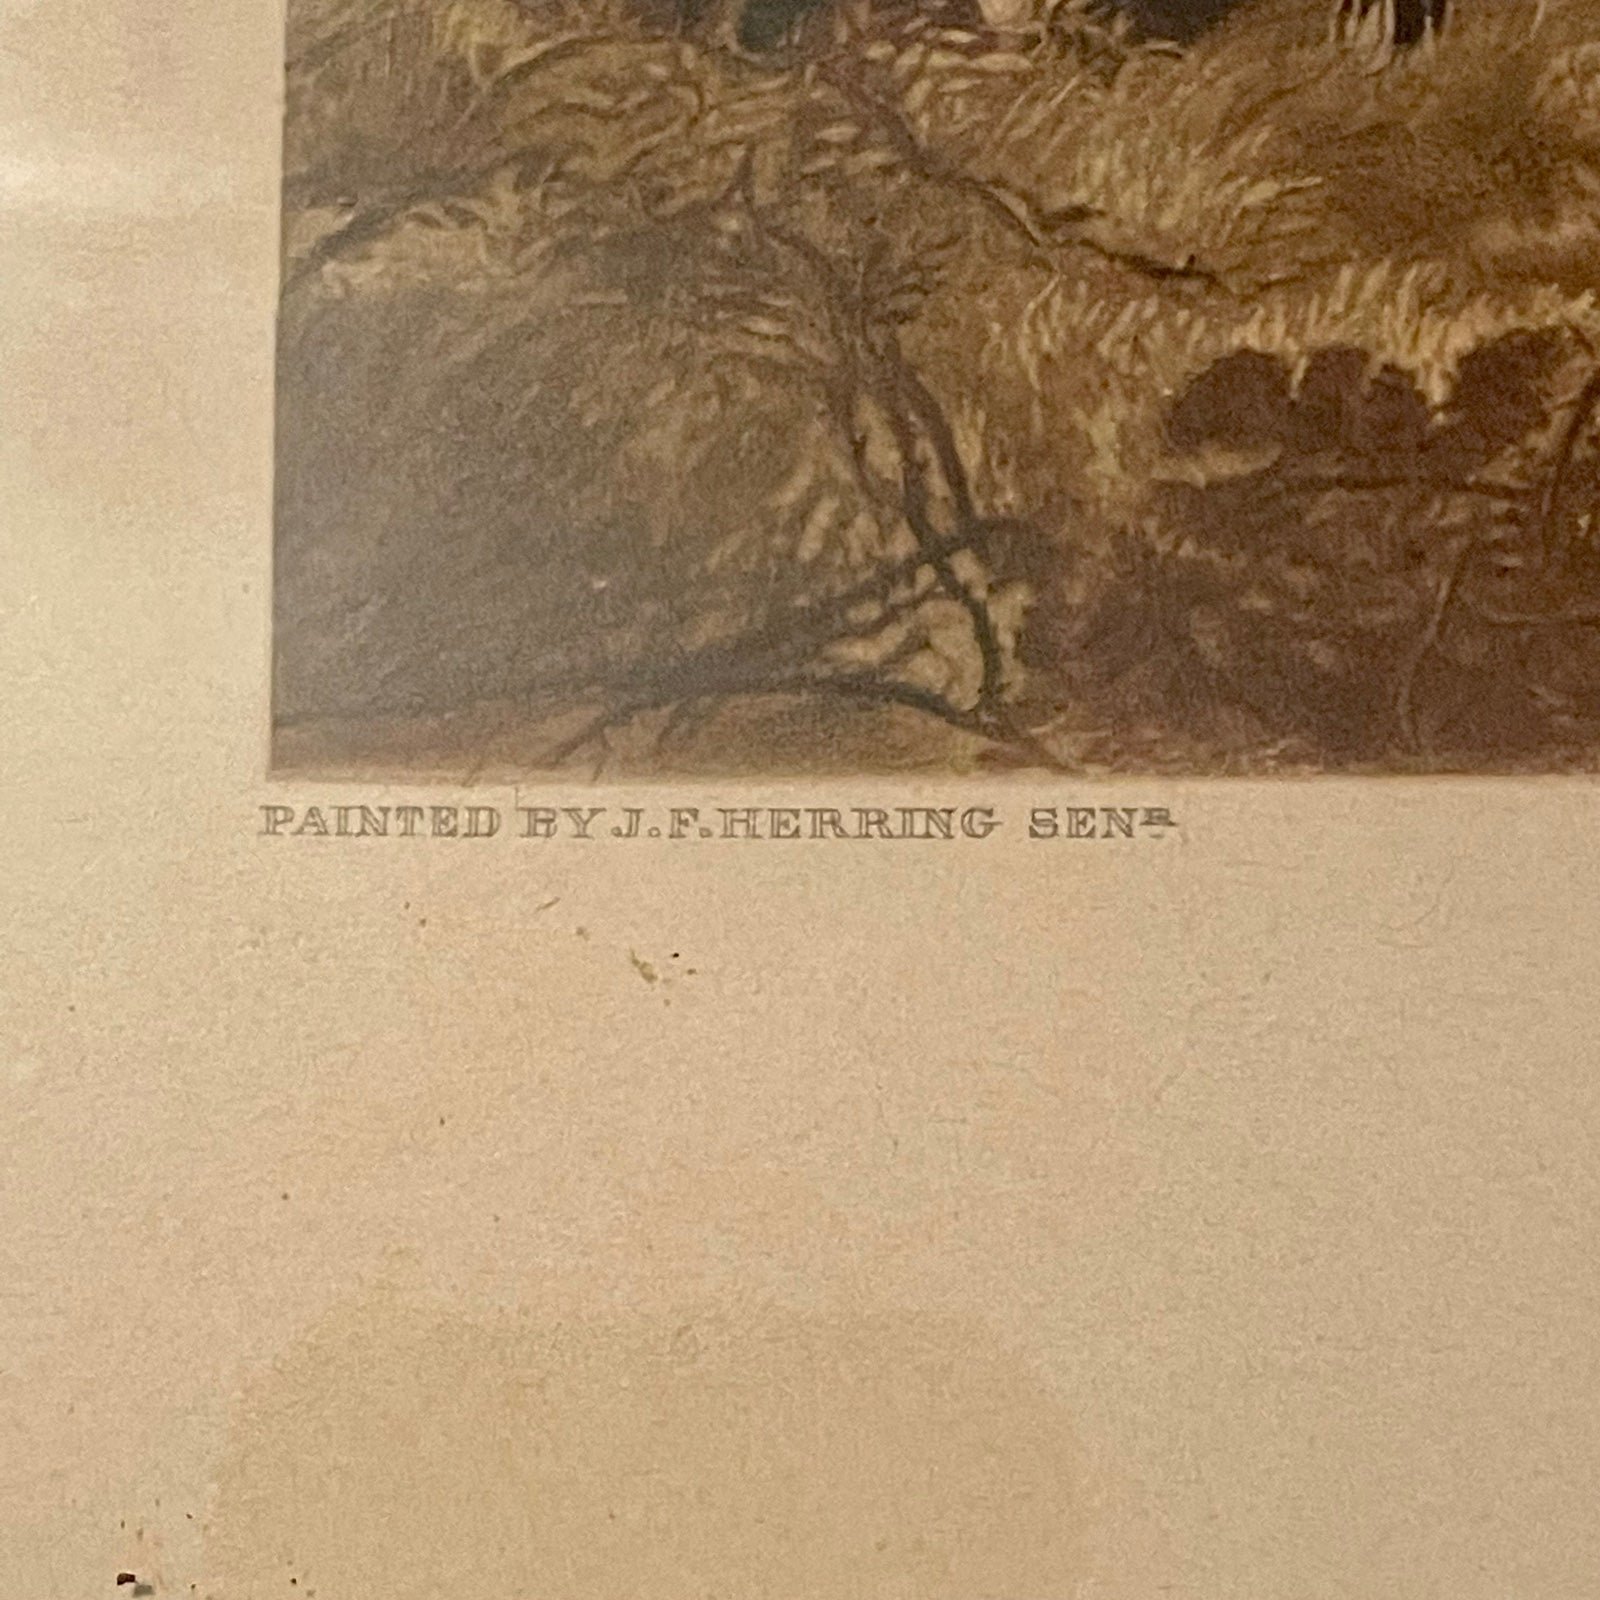 PAINTED BY J. F. HERRING SENR